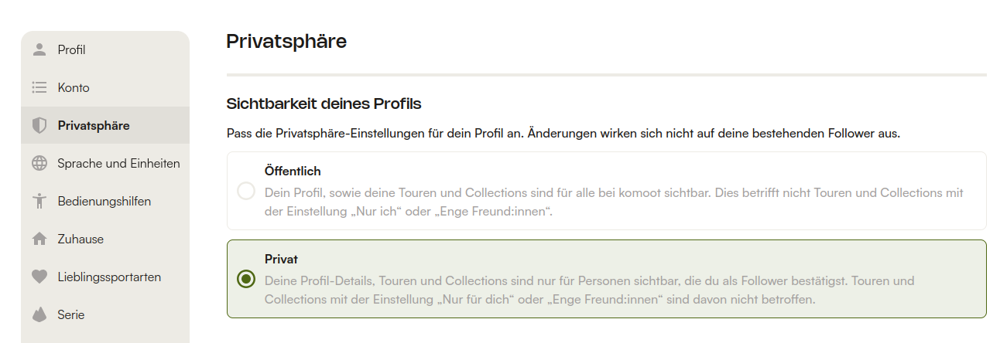 Profil
Konto
Privatsphäre
Sprache und Einheiten
Bedienungshilfen
Zuhause
Lieblingssportarten
Serie
Privatsphäre
Sichtbarkeit deines Profils
Pass die Privatsphäre-Einstellungen für dein Profil an. Änderungen wirken sich nicht auf deine bestehenden Follower aus.
Öffentlich
Dein Profil, sowie deine Touren und Collections sind für alle bei komoot sichtbar. Dies betrifft nicht Touren und Collections mit
der Einstellung „Nur ich“ oder „Enge Freund:innen“.
Privat
Deine Profil-Details, Touren und Collections sind nur für Personen sichtbar, die du als Follower bestätigst. Touren und
Collections mit der Einstellung „Nur für dich“ oder „Enge Freund:innen“ sind davon nicht betroffen.